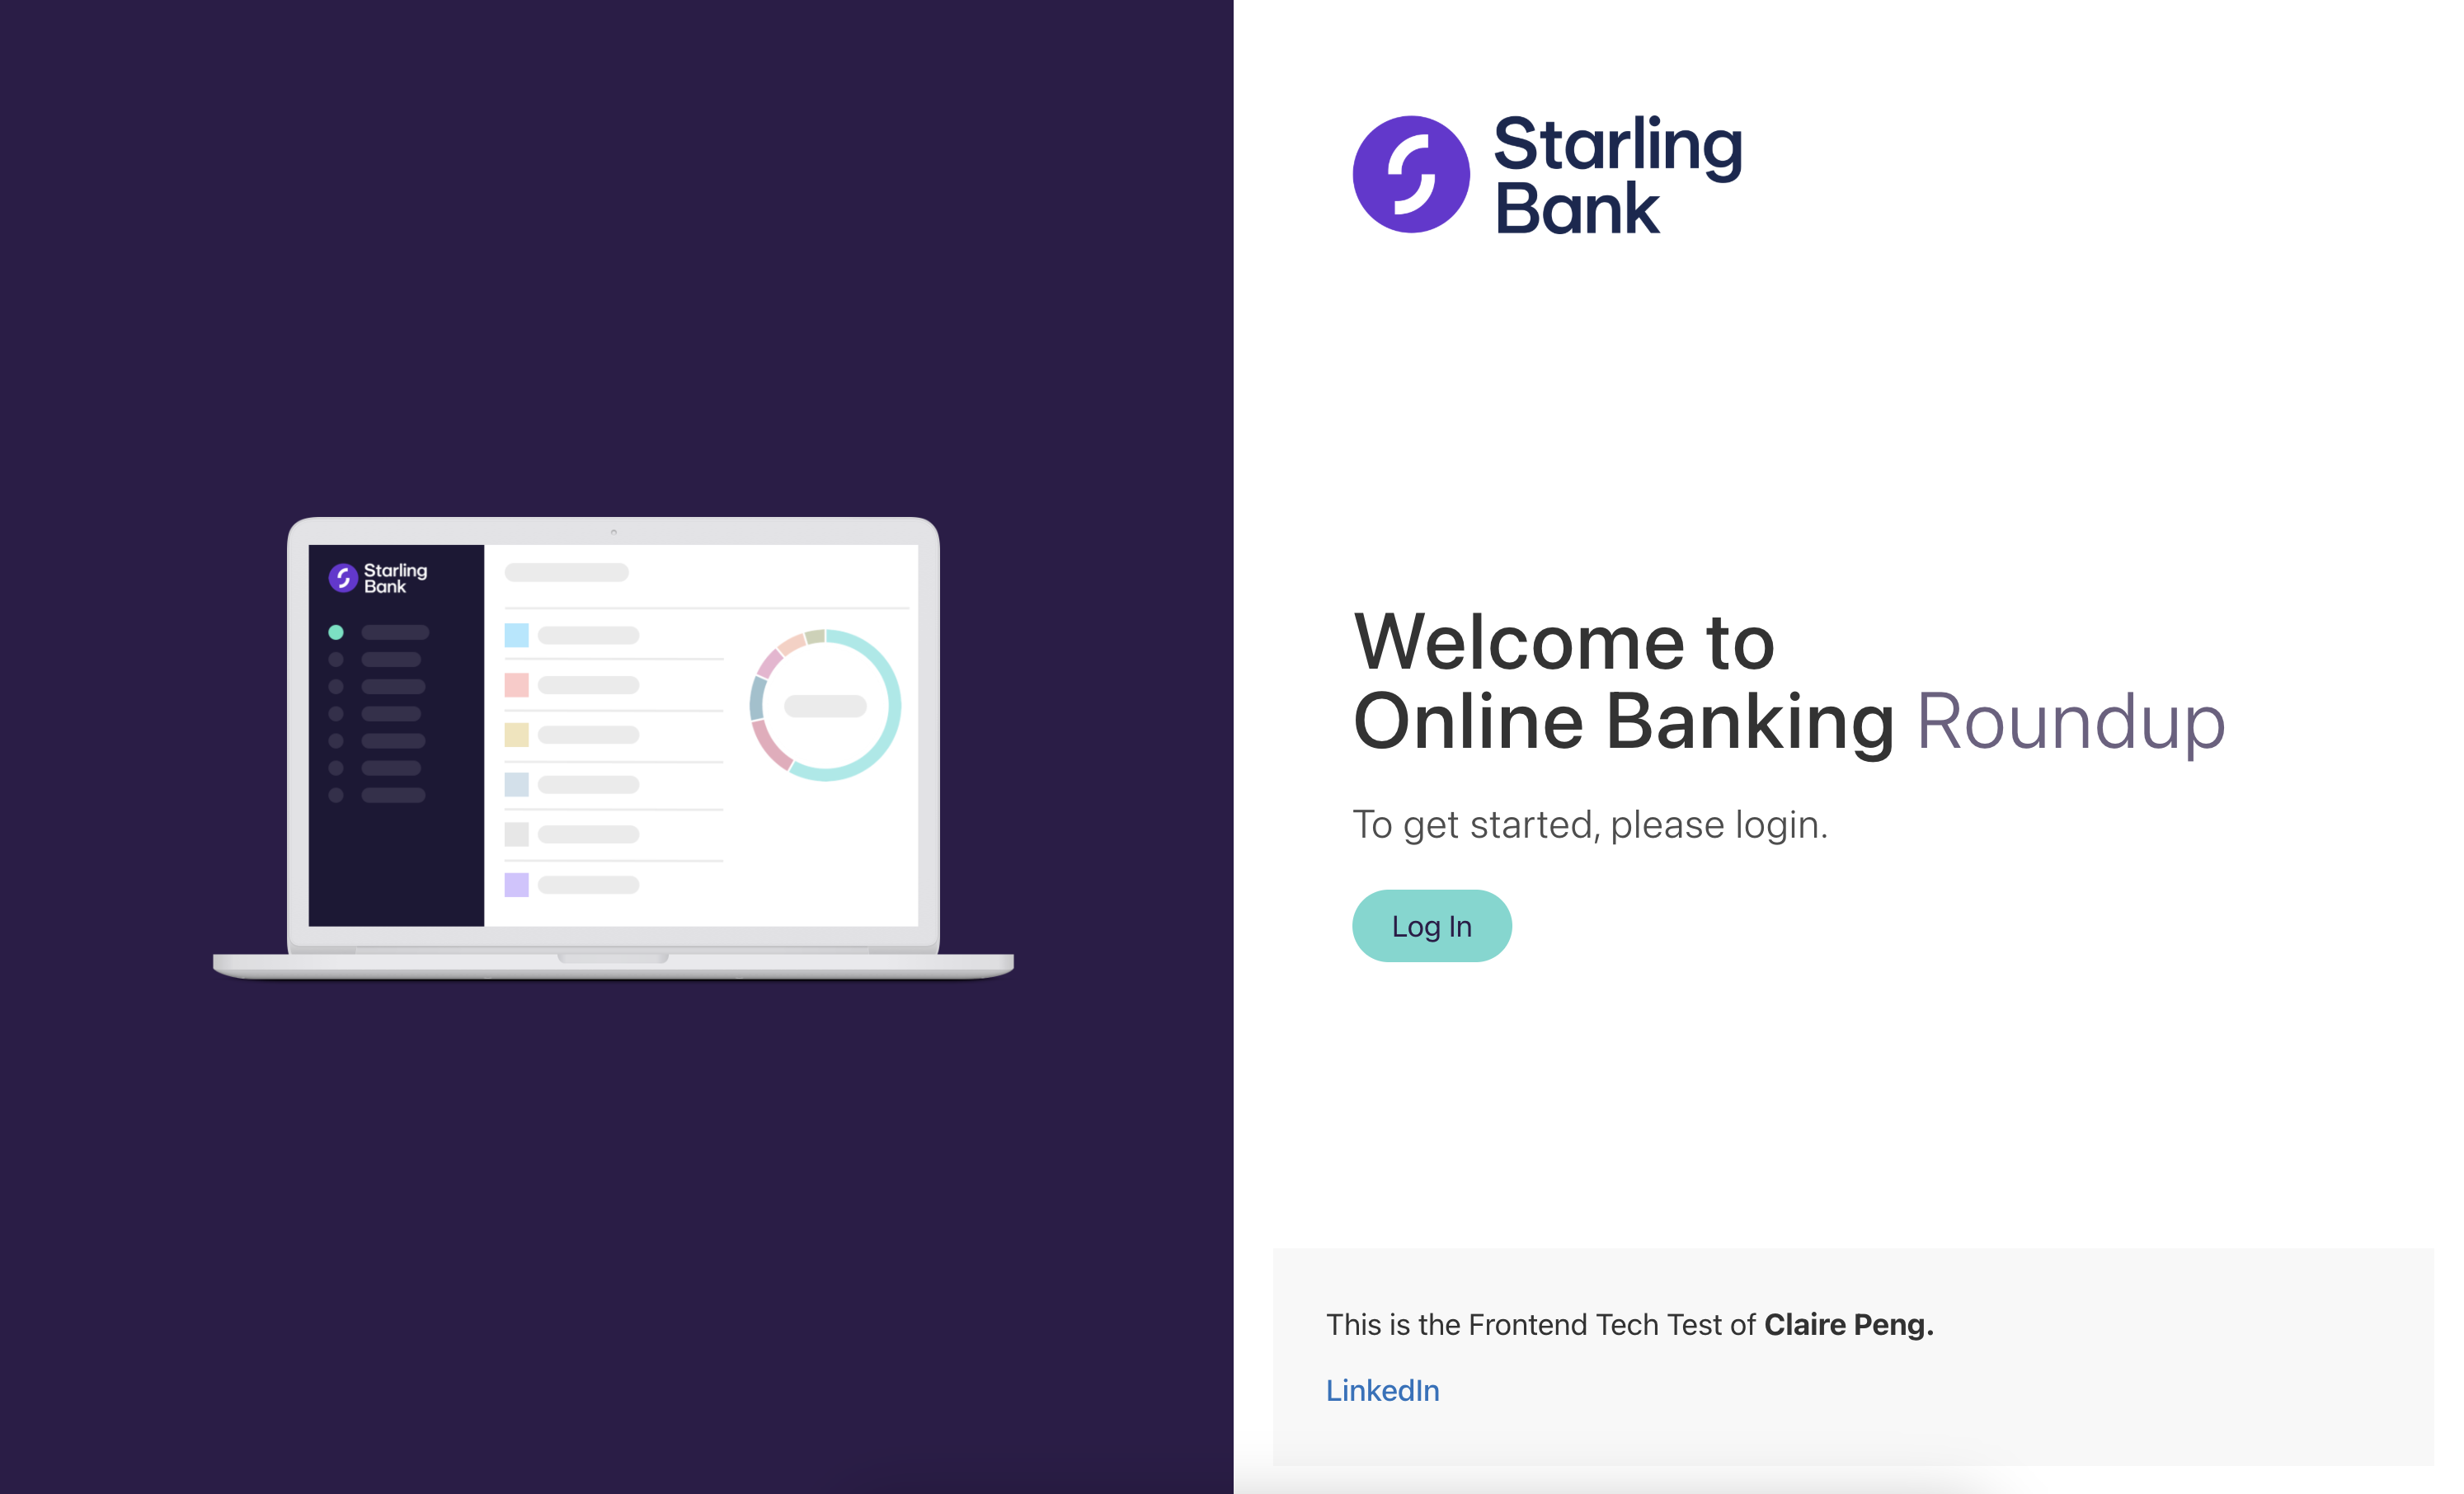 Starling
Bank
Starling
Bank
Welcome to
Online Banking Roundup
To get started, please login.
Log In
This is the Frontend Tech Test of Claire Peng.
LinkedIn